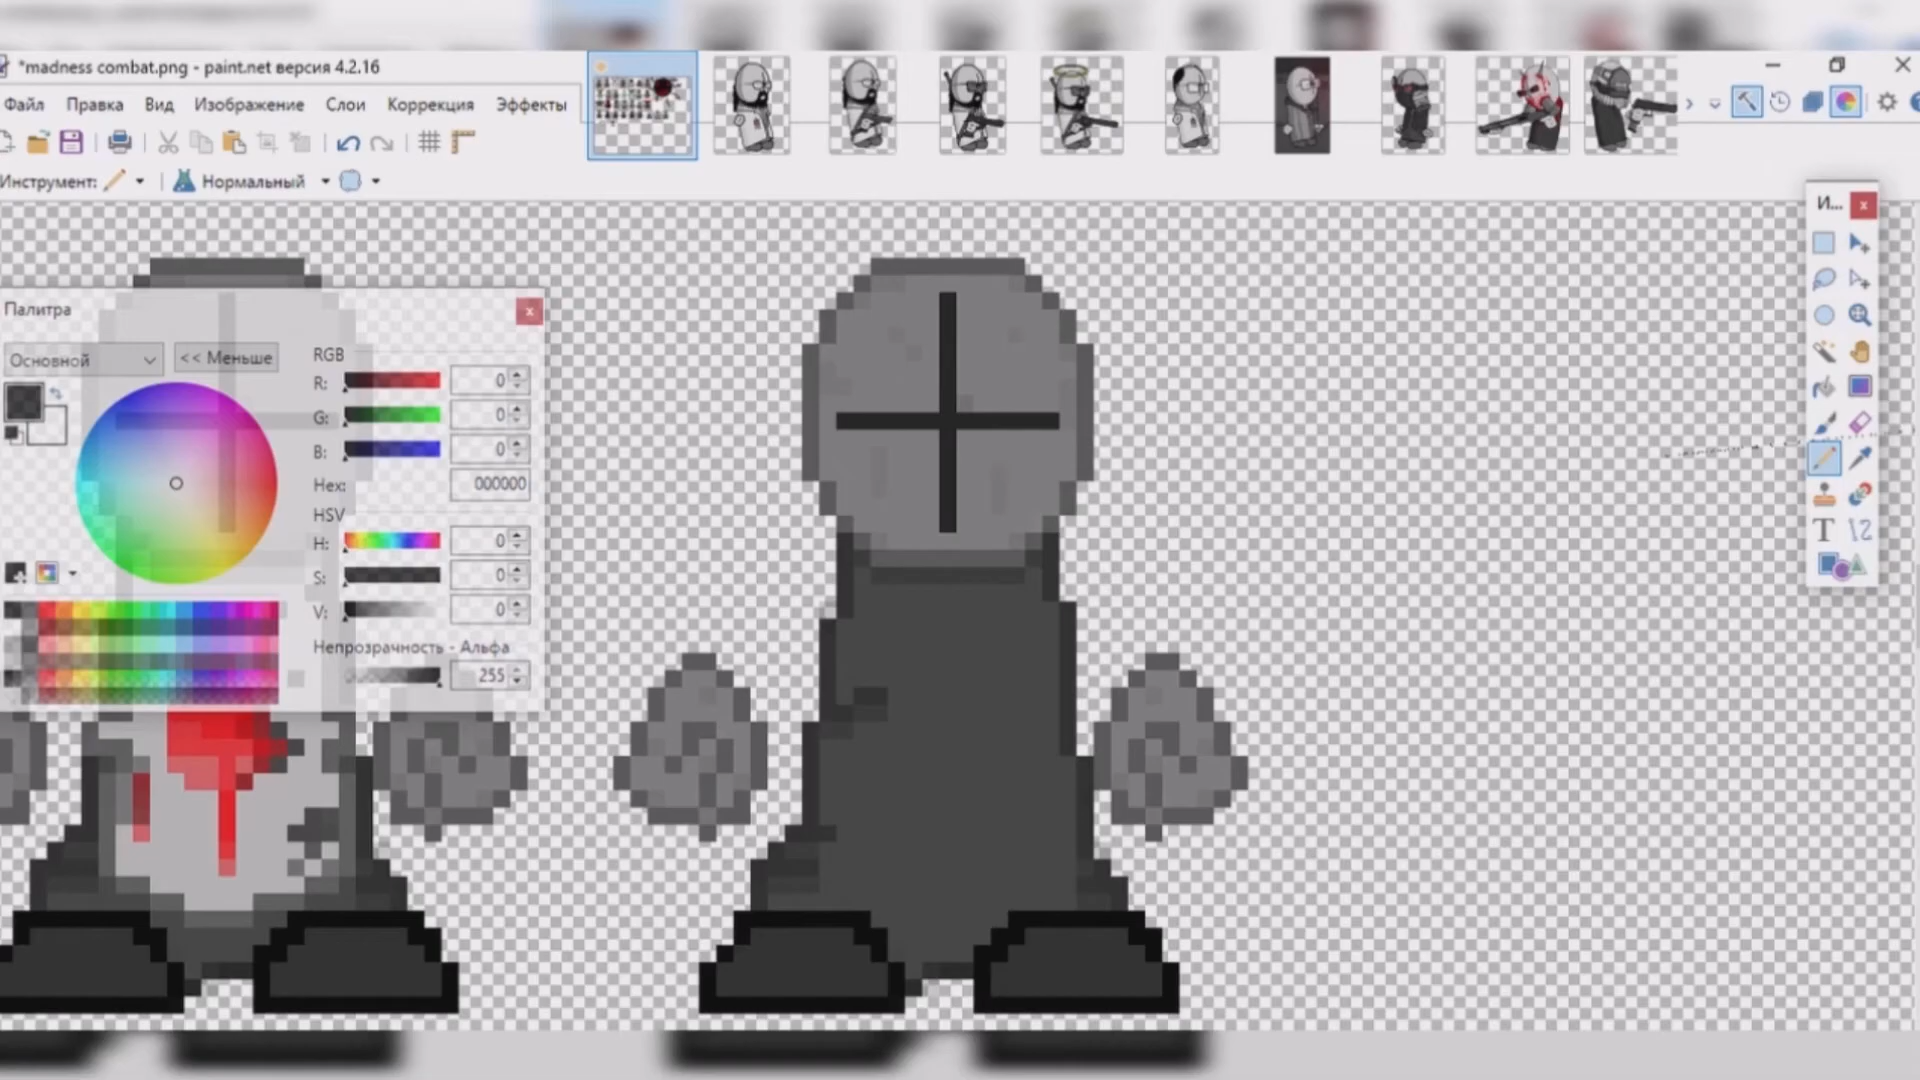 *madness combat.png - paint.net версия 4.2.16
Файл Правка Вид Изображение Слои Коррекция Эффекты
Инструмент: Нормальный
И...
Палитра
Основной << Меньше RGB
R: 0
G: 0
B: 0
Hex: 000000
HSV
H: 0
S: 0
V: 0
Непрозрачность - Альфа
255